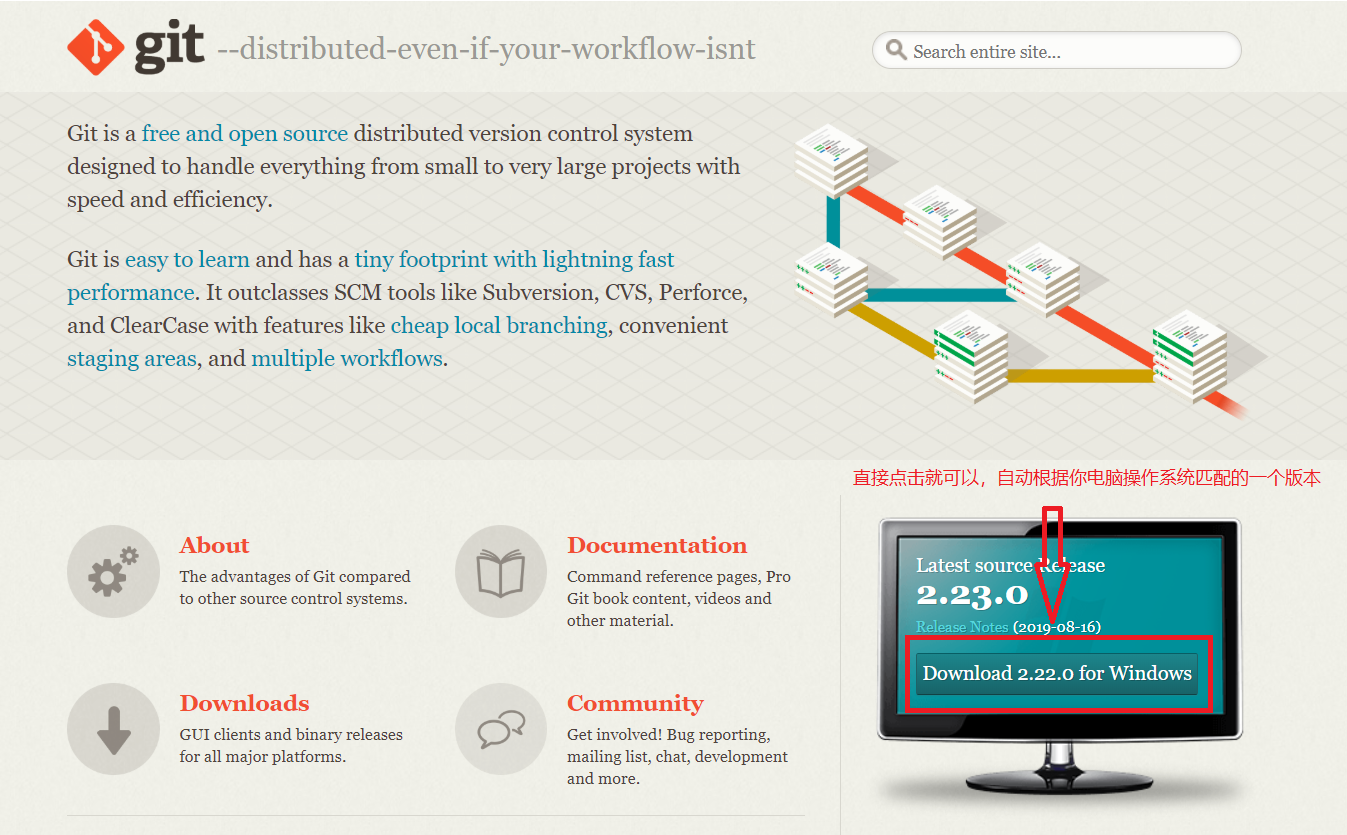 git --distributed-even-if-your-workflow-isnt
Search entire site...
Git is a free and open source distributed version control system
designed to handle everything from small to very large projects with
speed and efficiency.
Git is easy to learn and has a tiny footprint with lightning fast
performance. It outclasses SCM tools like Subversion, CVS, Perforce,
and ClearCase with features like cheap local branching, convenient
staging areas, and multiple workflows.
About
The advantages of Git compared
to other source control systems.
Documentation
Command reference pages, Pro
Git book content, videos and
other material.
Downloads
GUI clients and binary releases
for all major platforms.
Community
Get involved! Bug reporting,
mailing list, chat, development
and more.
直接点击就可以，自动根据你电脑操作系统匹配的一个版本
Latest source Release
2.23.0
Release Notes (2019-08-16)
Download 2.22.0 for Windows